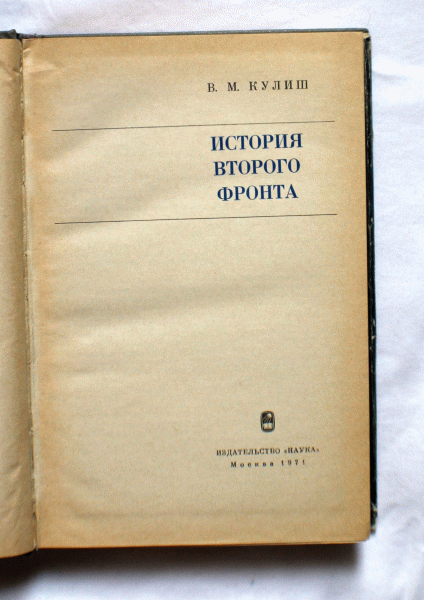 В. М. КУЛИШ
ИСТОРИЯ
ВТОРОГО
ФРОНТА
ИЗДАТЕЛЬСТВО «НАУКА»
Москва 1971